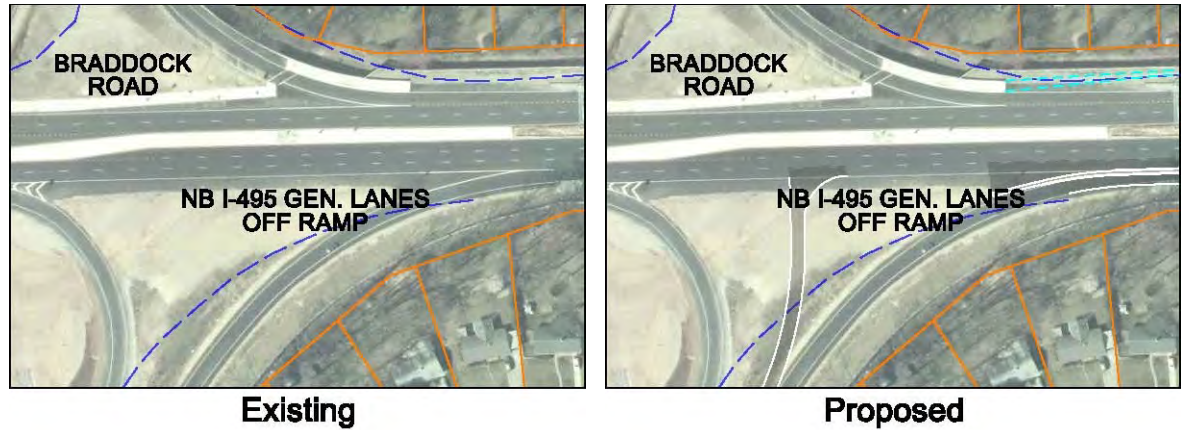 BRADDOCK
ROAD
NB I-495 GEN. LANES
OFF RAMP
Existing
BRADDOCK
ROAD
NB I-495 GEN. LANES
OFF RAMP
Proposed